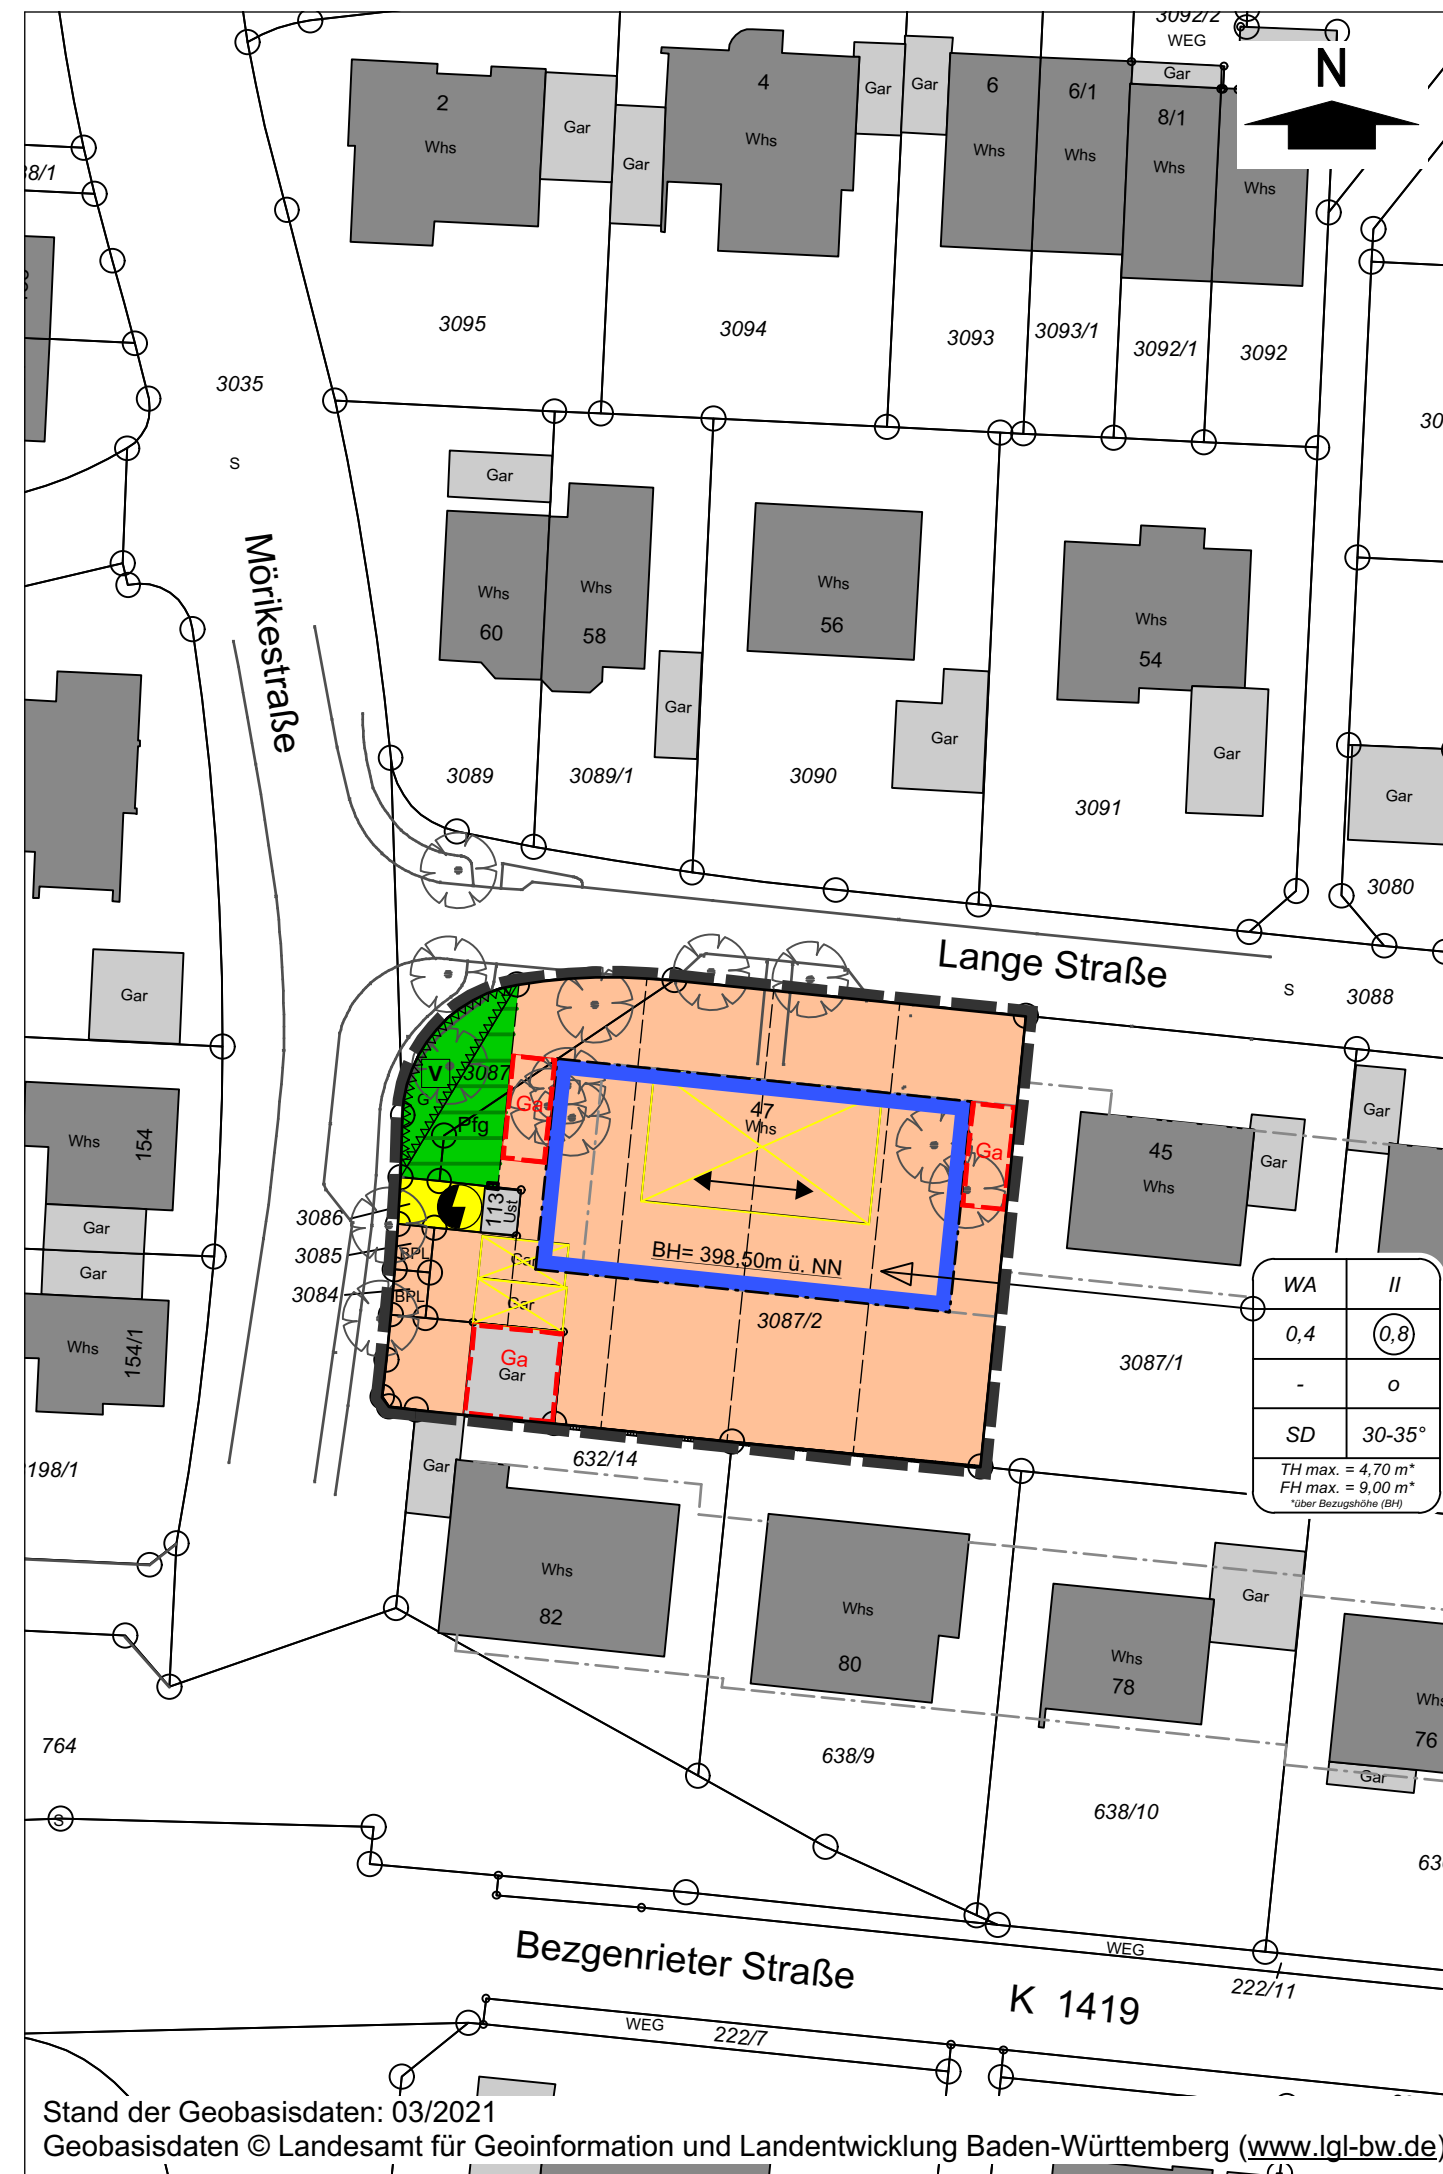 3092/2
WEG
N
Gar
2
Whs
Gar
Gar
4
Whs
Gar
Gar
6
Whs
6/1
Whs
8/1
Whs
Whs
3095
3094
3093
3093/1
3092/1
3092
3035
S
Mörikestraße
Gar
Whs
60
Whs
58
Gar
Whs
56
Gar
Whs
54
Gar
Gar
3089
3089/1
3090
3091
3080
Lange Straße
S
3088
Gar
Whs
154
Gar
Gar
Whs
154/1
V
3087
G
Pfg
Ga
47
Whs
Ga
113
Ust
3086
3085
3084
BPL
BPL
Gar
Gar
Ga
Gar
BH= 398,50m ü. NN
3087/2
45
Whs
Gar
Gar
3087/1
WA
II
0,4
0,8
-
o
SD
30-35°
TH max. = 4,70 m*
FH max. = 9,00 m*
*über Bezugshöhe (BH)
632/14
Gar
Whs
82
Whs
80
Whs
78
Gar
76
Gar
764
S
638/9
638/10
Bezgenrieter Straße
K 1419
WEG
222/11
WEG
222/7
Stand der Geobasisdaten: 03/2021
Geobasisdaten © Landesamt für Geoinformation und Landentwicklung Baden-Württemberg (www.lgl-bw.de)